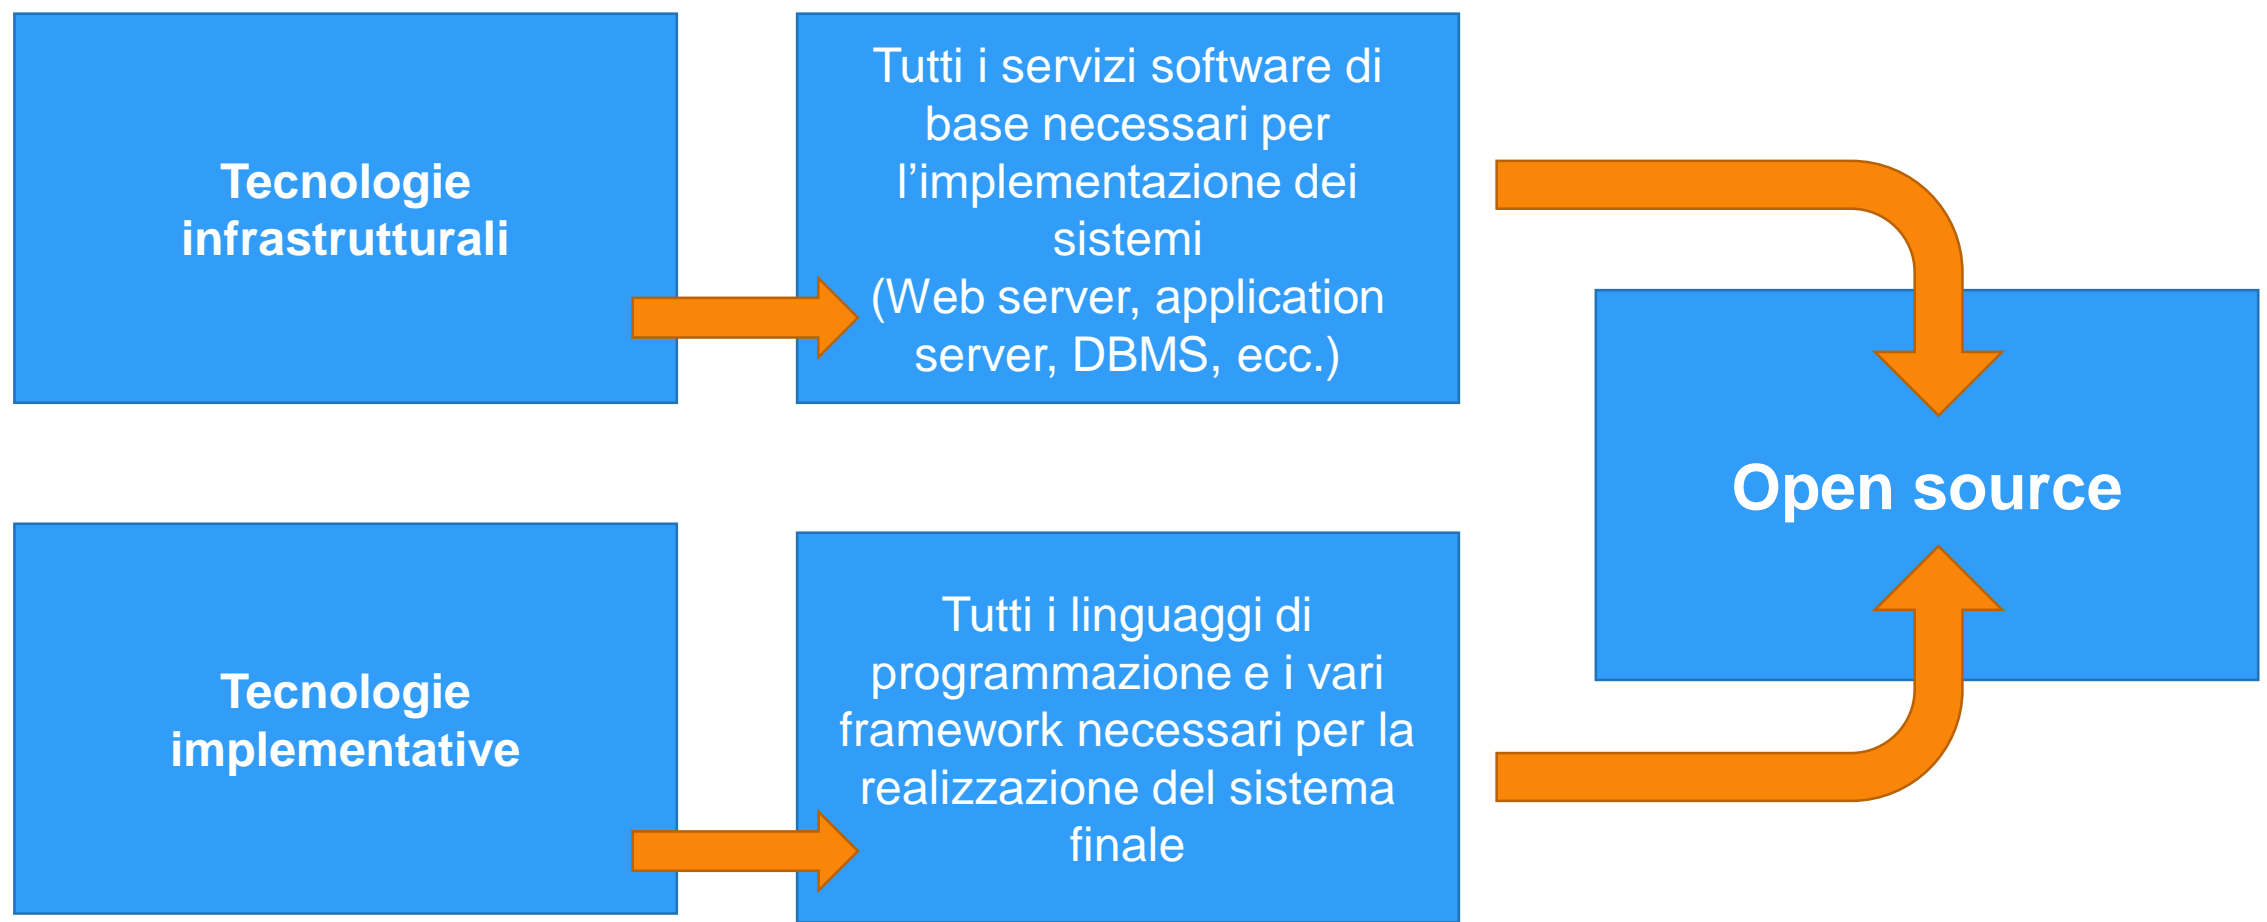 Tecnologie
infrastrutturali
Tutti i servizi software di
base necessari per
l’implementazione dei
sistemi
(Web server, application
server, DBMS, ecc.)
Tecnologie
implementative
Tutti i linguaggi di
programmazione e i vari
framework necessari per la
realizzazione del sistema
finale
Open source